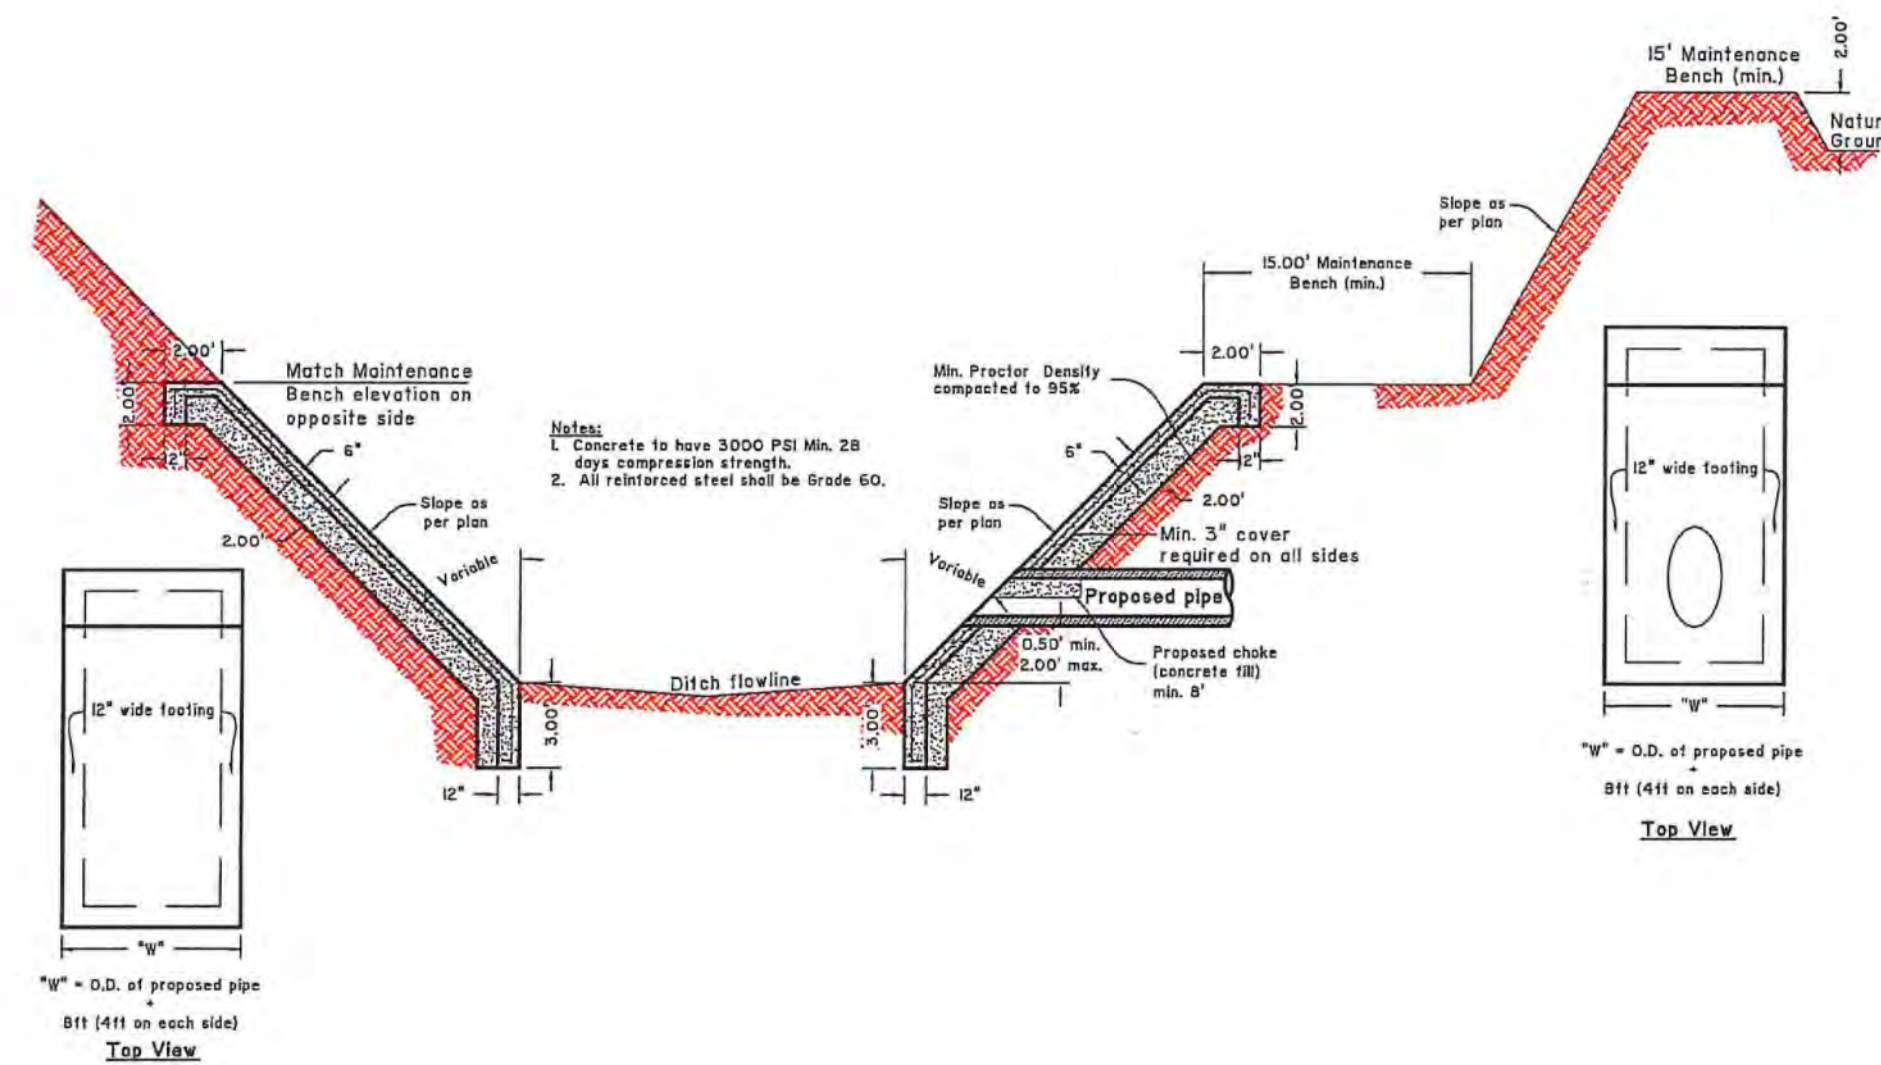 2.00'
15' Maintenance
Bench (min.)
Natur
Groun
Slope as
per plan
15.00' Maintenance
Bench (min.)
2.00'
2.00'
Match Maintenance
Bench elevation on
opposite side
2.00'
12"
6"
Slope as
per plan
2.00'
Variable
Notes:
1. Concrete to have 3000 PSI Min. 28
days compression strength.
2. All reinforced steel shall be Grade 60.
Min. Proctor Density
compacted to 95%
2.00'
6"
12"
2.00'
Slope as
per plan
Min. 3" cover
required on all sides
Variable
Proposed pipe
0.50' min.
2.00' max.
Proposed choke
(concrete fill)
min. 8'
Ditch flowline
3.00'
3.00'
12"
12"
12" wide footing
"W"
"W" = O.D. of proposed pipe
+
8ft (4ft on each side)
Top View
12" wide footing
"W"
"W" = O.D. of proposed pipe
+
8ft (4ft on each side)
Top View